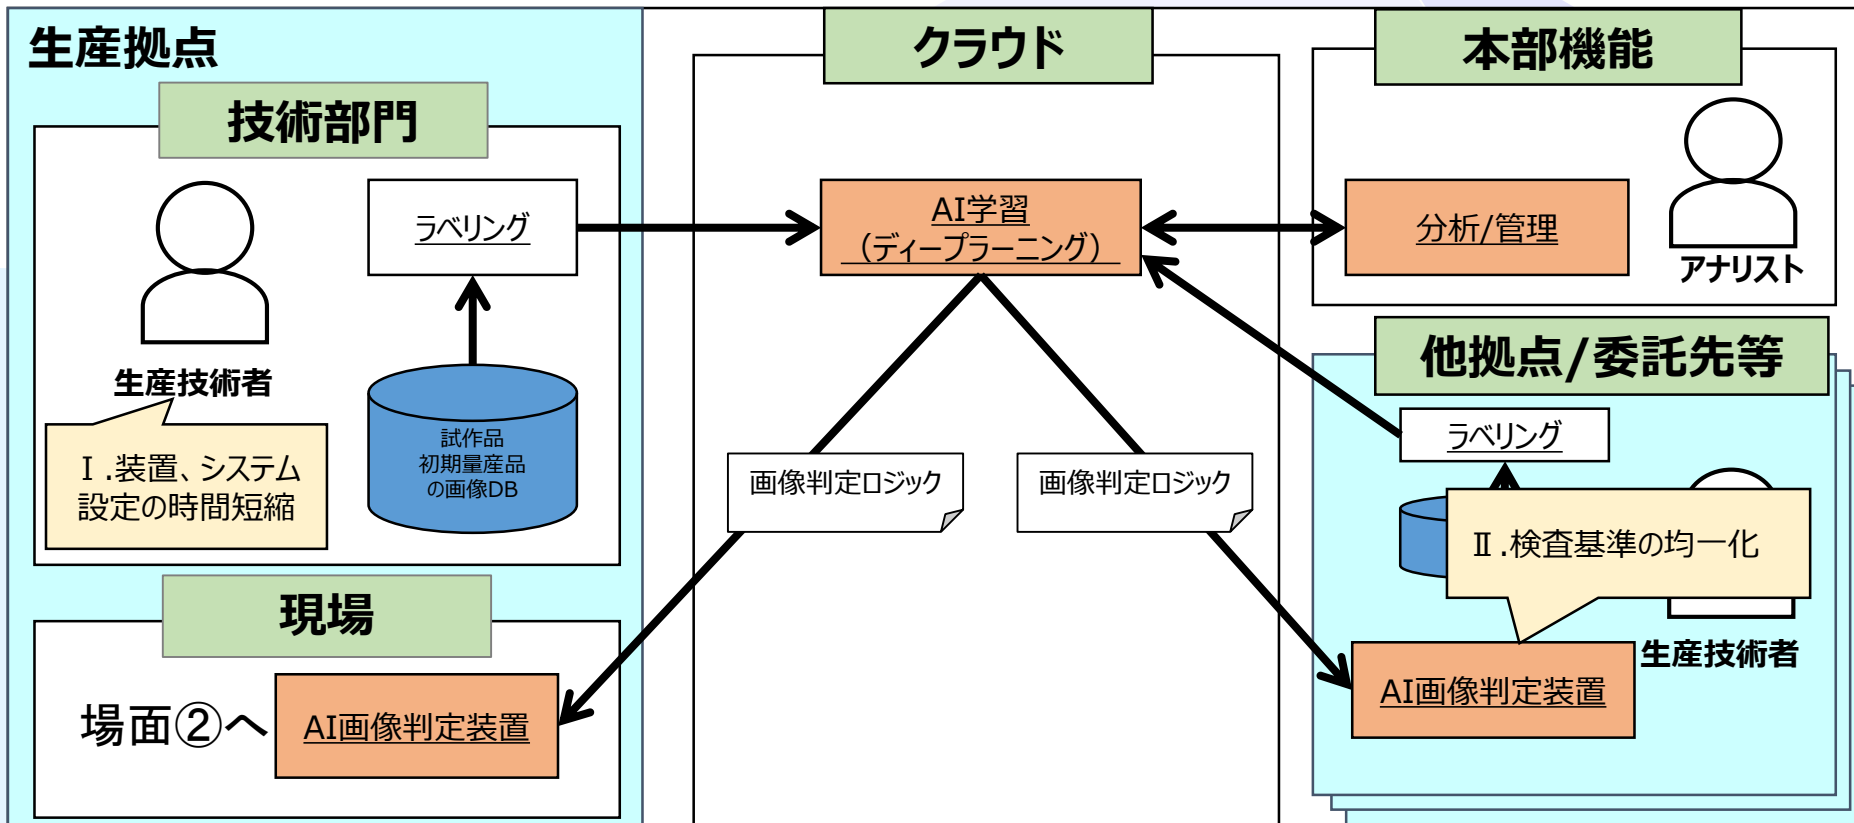 生産拠点
技術部門
ラベリング
生産技術者
Ⅰ.装置、システム
設定の時間短縮
試作品
初期量産品
の画像DB
現場
場面②へ
AI画像判定装置
クラウド
AI学習
（ディープラーニング）
画像判定ロジック
画像判定ロジック
本部機能
分析/管理
アナリスト
他拠点/委託先等
ラベリング
Ⅱ.検査基準の均一化
生産技術者
AI画像判定装置